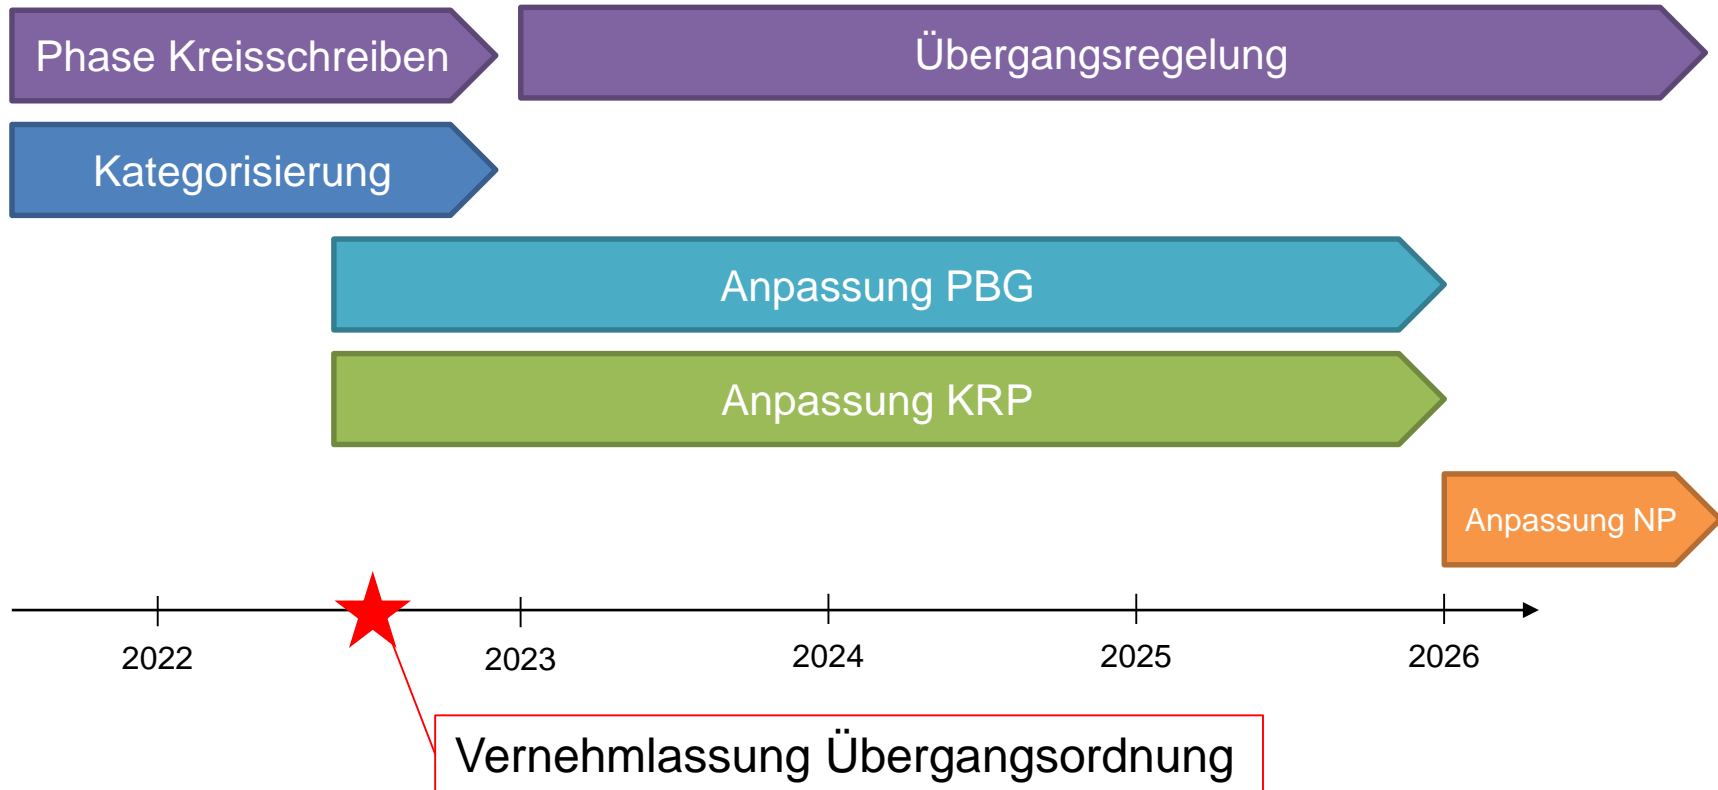 Phase Kreisschreiben
Übergangsregelung
Kategorisierung
Anpassung PBG
Anpassung KRP
Anpassung NP
2022
2023
2024
2025
2026
Vernehmlassung Übergangsordnung